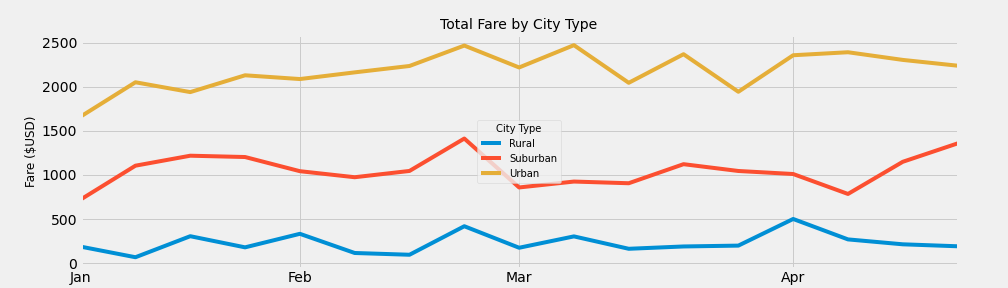 Total Fare by City Type
Fare ($USD)
2500
2000
1500
1000
500
0
City Type
Rural
Suburban
Urban
Jan Feb Mar Apr